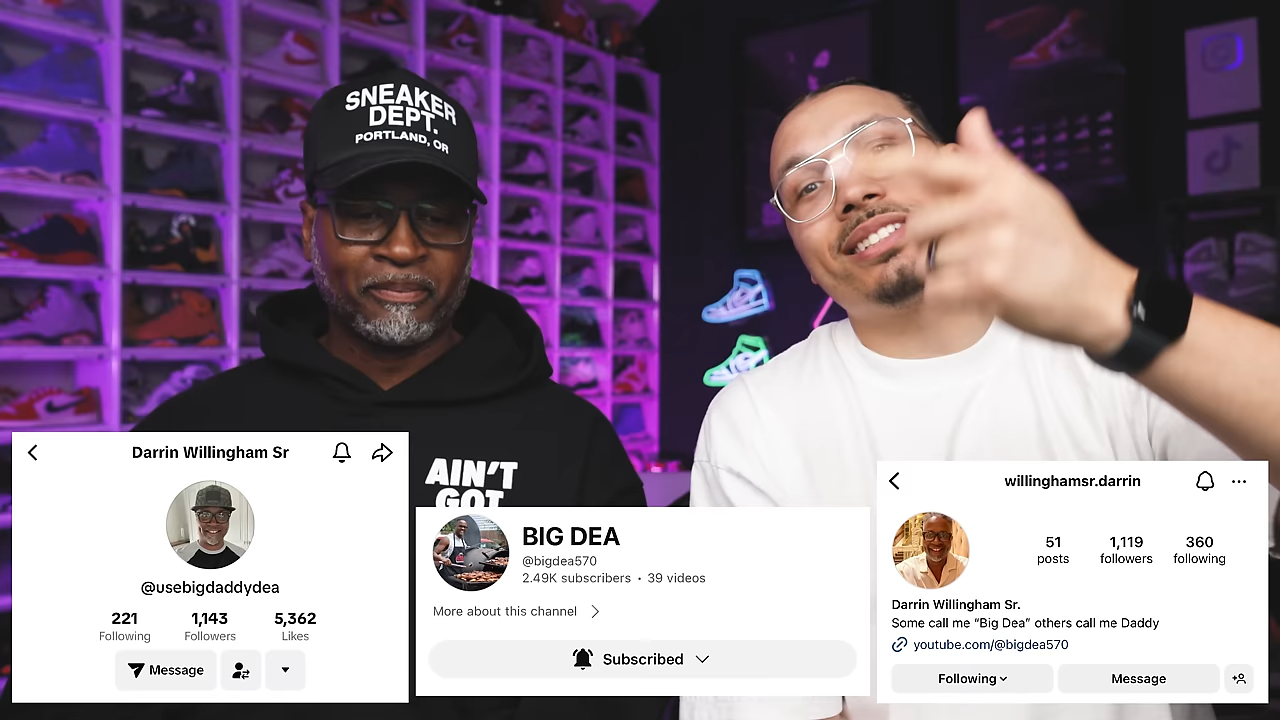 SNEAKER
DEPT.
PORTLAND, OR
AIN'T
GOT
Darrin Willingham Sr
@usebigdaddydea
221
Following
1,143
Followers
5,362
Likes
Message
BIG DEA
@bigdea570
2.49K subscribers • 39 videos
More about this channel
Subscribed
willinghamsr.darrin
51
posts
1,119
followers
360
following
Darrin Willingham Sr.
Some call me “Big Dea” others call me Daddy
youtube.com/@bigdea570
Following
Message